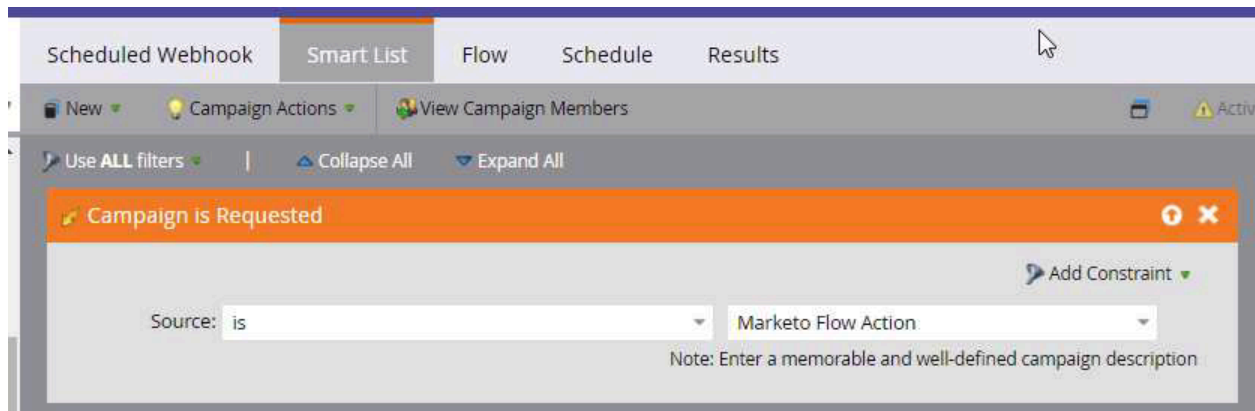 Scheduled Webhook Smart List Flow Schedule Results
New Campaign Actions View Campaign Members Activ
Use ALL filters | Collapse All Expand All
Campaign is Requested
Add Constraint
Source: is Marketo Flow Action
Note: Enter a memorable and well-defined campaign description